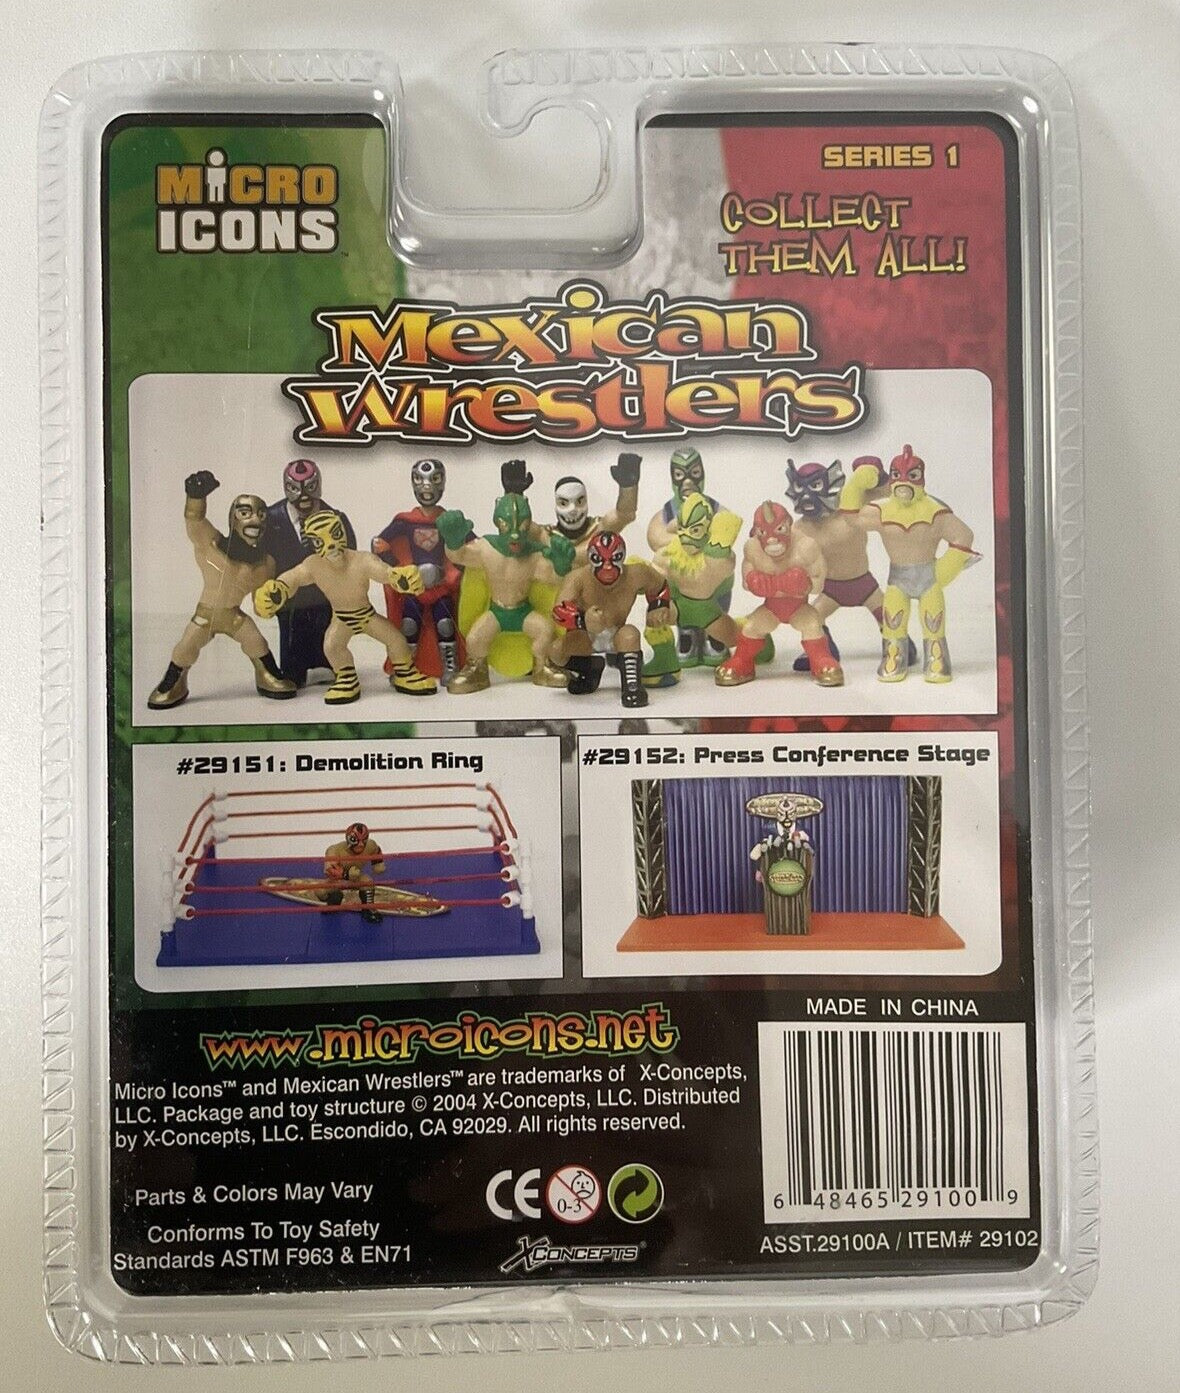 MICRO
ICONS™
SERIES 1
COLLECT
THEM ALL!
Mexican
Wrestlers
#29151: Demolition Ring
#29152: Press Conference Stage
www.microicons.net
MADE IN CHINA
Micro Icons™ and Mexican Wrestlers™ are trademarks of X-Concepts,
LLC. Package and toy structure © 2004 X-Concepts, LLC. Distributed
by X-Concepts, LLC. Escondido, CA 92029. All rights reserved.
Parts & Colors May Vary
Conforms To Toy Safety
Standards ASTM F963 & EN71
CE
0-3
XCONCEPTS®
6 48465 29100 9
ASST.29100A / ITEM# 29102